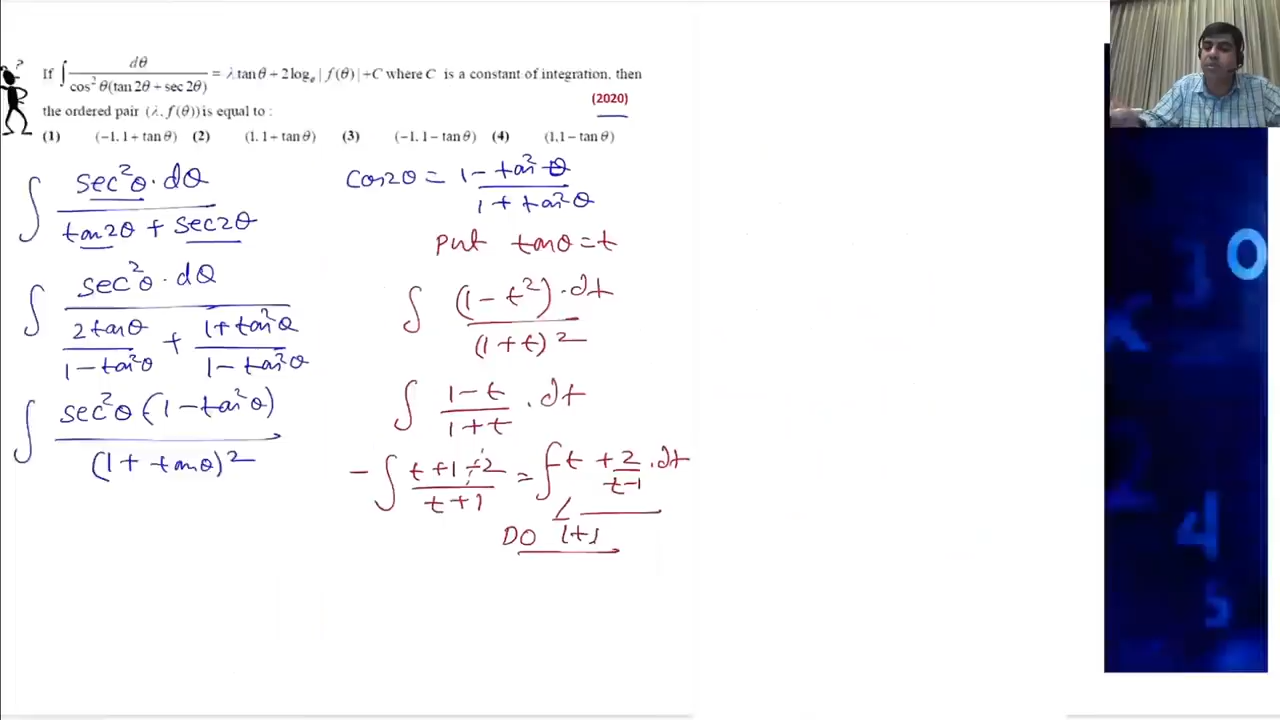 If ∫ dθ / cos² θ(tan 2θ + sec 2θ) = λ tan θ + 2 logₑ | f(θ) | + C where C is a constant of integration, then
(2020)
the ordered pair (λ, f(θ)) is equal to :
(1) (−1, 1 + tan θ) (2) (1, 1 + tan θ) (3) (−1, 1 − tan θ) (4) (1, 1 − tan θ)
∫ sec²θ · dθ / tan2θ + sec2θ
∫ sec²θ · dθ / (2tanθ / 1 − tan²θ + 1 + tan²θ / 1 − tan²θ)
∫ sec²θ (1 − tan²θ) / (1 + tanθ)²
cos2θ = 1 − tan²θ / 1 + tan²θ
put tanθ = t
∫ (1 − t²) · dt / (1 + t)²
∫ 1 − t / 1 + t · dt
− ∫ t + 1 − 2 / t + 1 = ∫ − t + 2 / t − 1 · dt